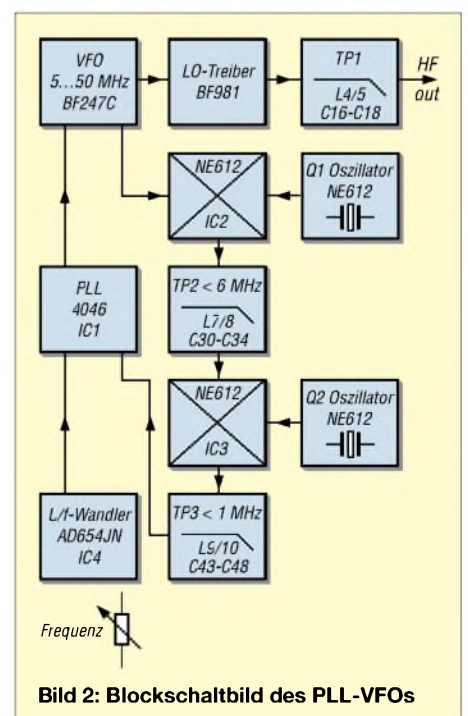 VFO
5...50 MHz
BF247C
LO-Treiber
BF981
TP1
L4/5
C16-C18
HF
out
NE612
IC2
Q1 Oszillator
NE612
PLL
4046
IC1
TP2 < 6 MHz
L7/8
C30-C34
NE612
IC3
Q2 Oszillator
NE612
L/f-Wandler
AD654JN
IC4
TP3 < 1 MHz
L9/10
C43-C48
Frequenz
Bild 2: Blockschaltbild des PLL-VFOs